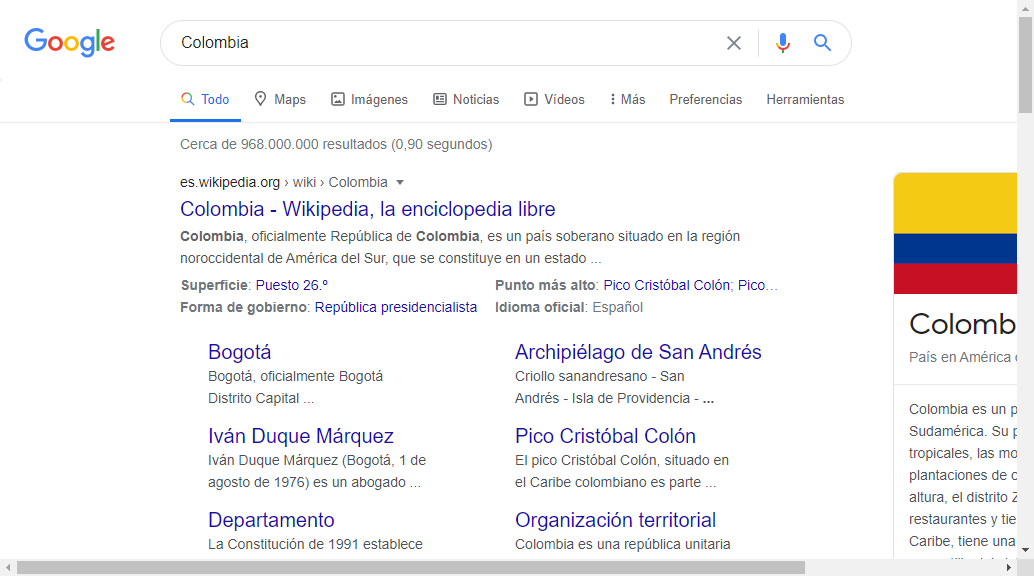 Google
Colombia
Todo Maps Imágenes Noticias Vídeos Más Preferencias Herramientas
Cerca de 968.000.000 resultados (0,90 segundos)
es.wikipedia.org › wiki › Colombia
Colombia - Wikipedia, la enciclopedia libre
Colombia, oficialmente República de Colombia, es un país soberano situado en la región
noroccidental de América del Sur, que se constituye en un estado ...
Superficie: Puesto 26.º
Punto más alto: Pico Cristóbal Colón; Pico…
Forma de gobierno: República presidencialista
Idioma oficial: Español
Bogotá
Bogotá, oficialmente Bogotá
Distrito Capital ...
Archipiélago de San Andrés
Criollo sanandresano - San
Andrés - Isla de Providencia - ...
Iván Duque Márquez
Iván Duque Márquez (Bogotá, 1 de
agosto de 1976) es un abogado ...
Pico Cristóbal Colón
El pico Cristóbal Colón, situado en
el Caribe colombiano es parte ...
Departamento
La Constitución de 1991 establece
Organización territorial
Colombia es una república unitaria
Colomb
País en América
Colombia es un p
Sudamérica. Su p
tropicales, las mo
plantaciones de c
altura, el distrito Z
restaurantes y tie
Caribe, tiene una